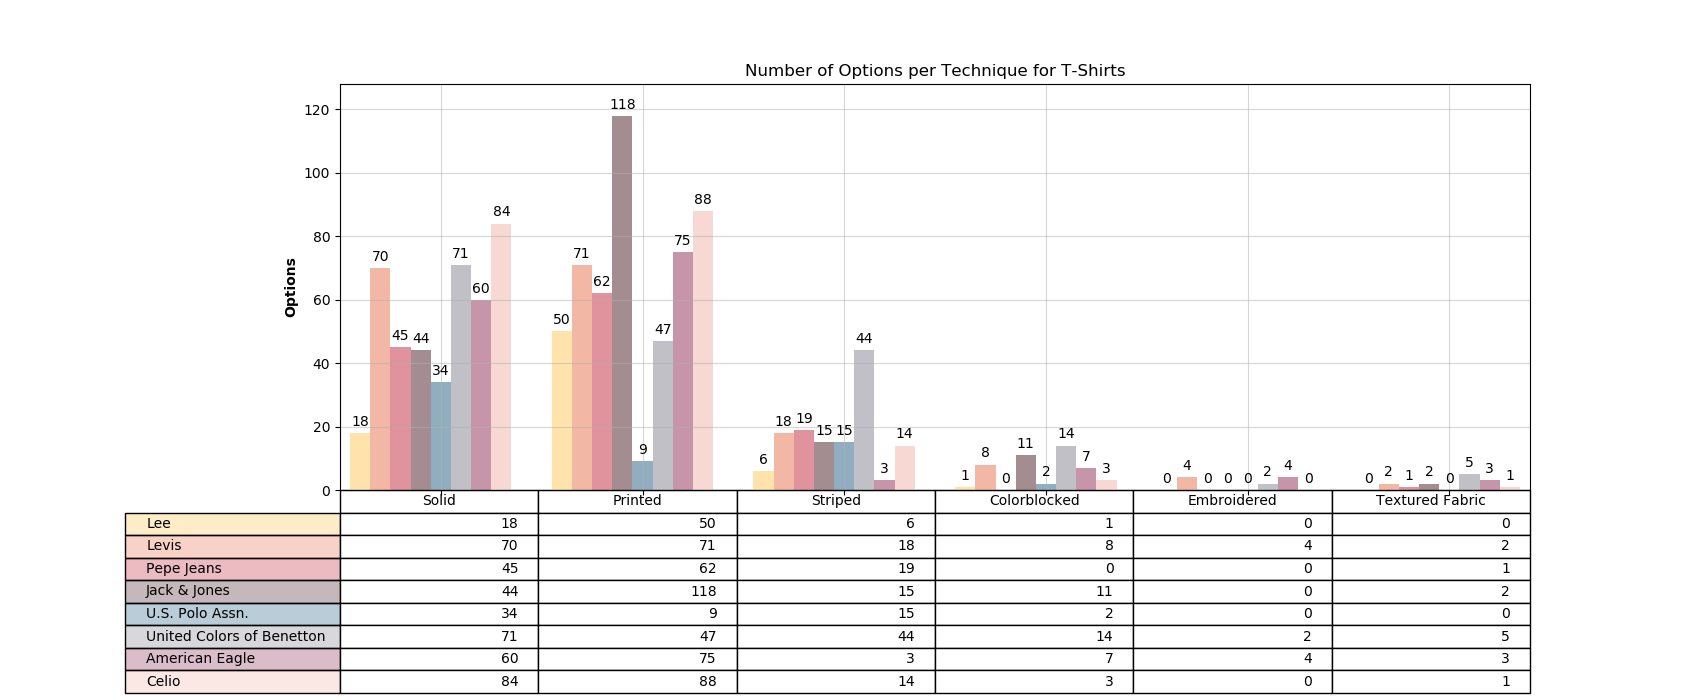 Number of Options per Technique for T-Shirts
120
100
80
60
40
20
0
Options
18 70 45 44 34 71 60 84
50 71 62 118 9 47 75 88
6 18 19 15 15 44 3 14
1 8 0 11 2 14 7 3
0 4 0 0 0 2 4 0
0 2 1 2 0 5 3 1
Solid Printed Striped Colorblocked Embroidered Textured Fabric
Lee 18 50 6 1 0 0
Levis 70 71 18 8 4 2
Pepe Jeans 45 62 19 0 0 1
Jack & Jones 44 118 15 11 0 2
U.S. Polo Assn. 34 9 15 2 0 0
United Colors of Benetton 71 47 44 14 2 5
American Eagle 60 75 3 7 4 3
Celio 84 88 14 3 0 1